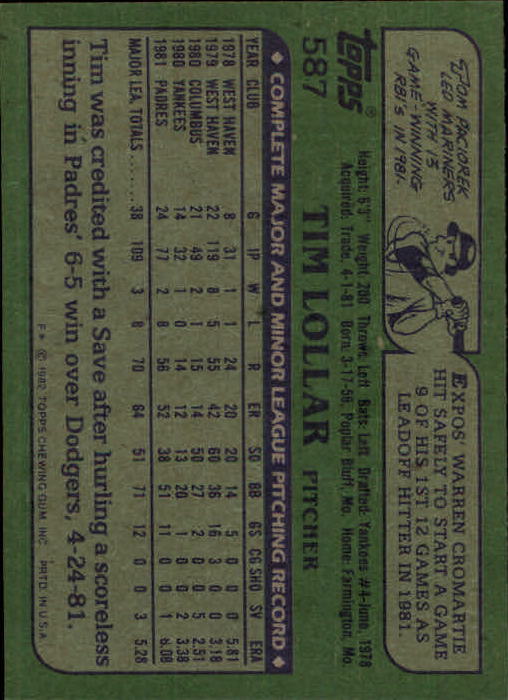 TOM PACIOREK
LED MARINERS
WITH 13
GAME-WINNING
RBI'S IN 1981.
EXPOS' WARREN CROMARTIE
HIT SAFELY TO START A GAME
9 OF HIS 1ST 12 GAMES AS
LEADOFF HITTER IN 1981.
topps®
587
TIM LOLLAR PITCHER
Height: 6'3" Weight: 200 Throws: Left Bats: Left Drafted: Yankees #4-June, 1978
Acquired: Trade, 4-1-81 Born: 3-17-56, Poplar Bluff, Mo. Home: Farmington, Mo.
COMPLETE MAJOR AND MINOR LEAGUE PITCHING RECORD
YEAR CLUB G IP W L R ER SO BB GS CG SHO SV ERA
1978 WEST HAVEN 8 31 1 1 24 20 20 14 5 0 0 0 5.81
1979 WEST HAVEN 22 119 8 5 55 42 60 36 16 3 0 0 3.18
1980 COLUMBUS 21 49 2 1 15 14 50 27 2 0 0 5 2.51
1980 YANKEES 14 32 1 0 14 12 13 20 1 0 0 2 3.38
1981 PADRES 24 77 2 8 56 52 38 51 11 0 0 1 6.08
MAJOR LEA. TOTALS ....... 38 109 3 8 70 64 51 71 12 0 0 3 5.28
Tim was credited with a Save after hurling a scoreless
inning in Padres' 6-5 win over Dodgers, 4-24-81.
F* © 1982 TOPPS CHEWING GUM, INC. PRTD. IN U.S.A.